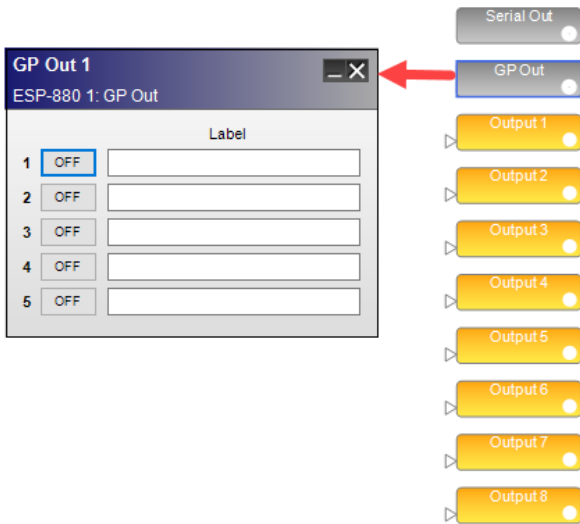 GP Out 1
ESP-880 1: GP Out
Label
1 OFF
2 OFF
3 OFF
4 OFF
5 OFF
Serial Out
GP Out
Output 1
Output 2
Output 3
Output 4
Output 5
Output 6
Output 7
Output 8